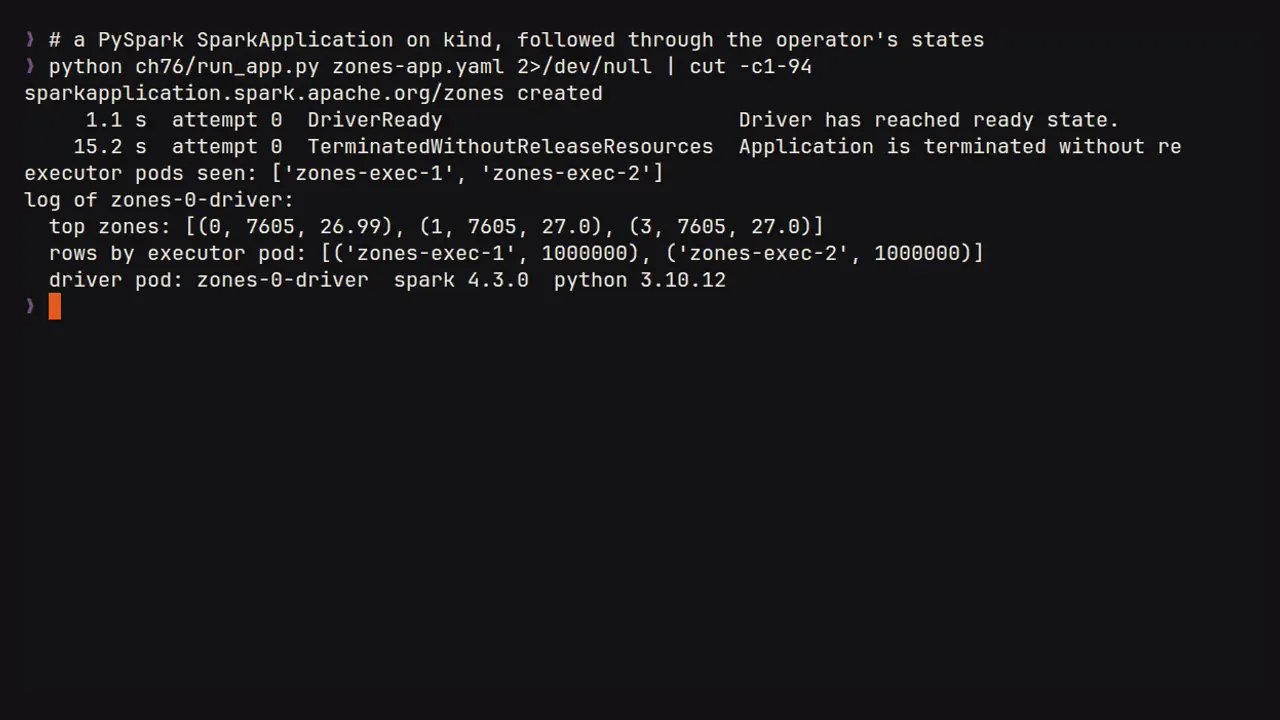 ❯ # a PySpark SparkApplication on kind, followed through the operator's states
❯ python ch76/run_app.py zones-app.yaml 2>/dev/null | cut -c1-94
sparkapplication.spark.apache.org/zones created
     1.1 s  attempt 0  DriverReady                        Driver has reached ready state.
    15.2 s  attempt 0  TerminatedWithoutReleaseResources  Application is terminated without re
executor pods seen: ['zones-exec-1', 'zones-exec-2']
log of zones-0-driver:
  top zones: [(0, 7605, 26.99), (1, 7605, 27.0), (3, 7605, 27.0)]
  rows by executor pod: [('zones-exec-1', 1000000), ('zones-exec-2', 1000000)]
  driver pod: zones-0-driver  spark 4.3.0  python 3.10.12
❯